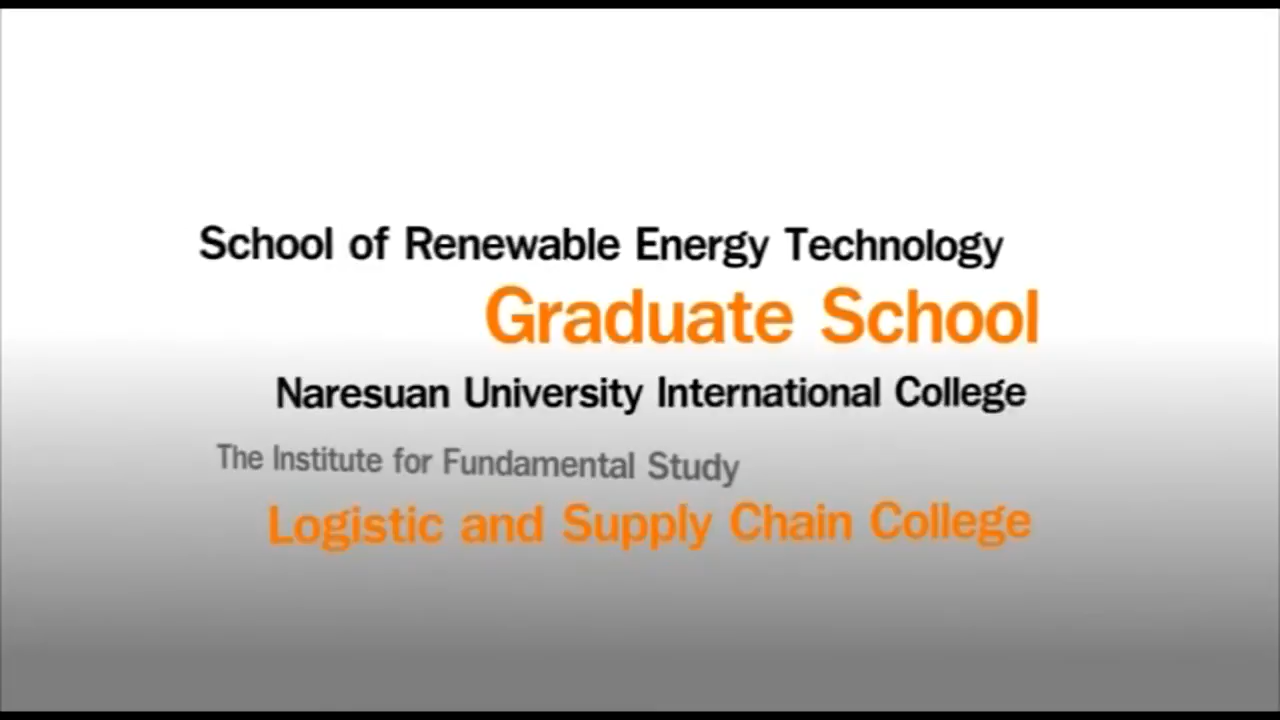 School of Renewable Energy Technology
Graduate School
Naresuan University International College
The Institute for Fundamental Study
Logistic and Supply Chain College